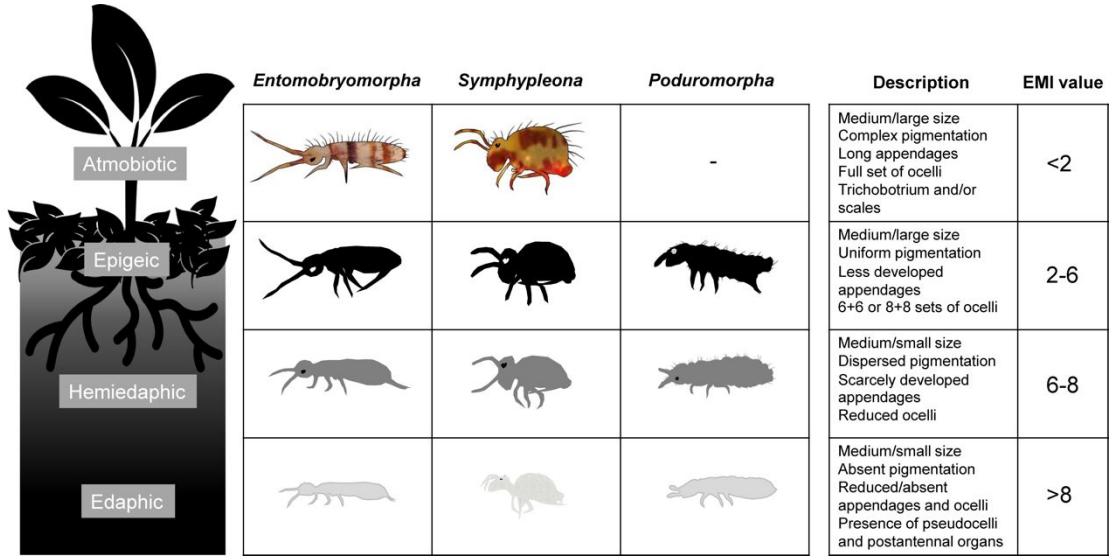 Entomobryomorpha Symphypleona Poduromorpha Description EMI value
Atmobiotic
-
Medium/large size
Complex pigmentation
Long appendages
Full set of ocelli
Trichobotrium and/or
scales
<2
Epigeic
Medium/large size
Uniform pigmentation
Less developed
appendages
6+6 or 8+8 sets of ocelli
2-6
Hemiedaphic
Medium/small size
Dispersed pigmentation
Scarcely developed
appendages
Reduced ocelli
6-8
Edaphic
Medium/small size
Absent pigmentation
Reduced/absent
appendages and ocelli
Presence of pseudocelli
and postantennal organs
>8